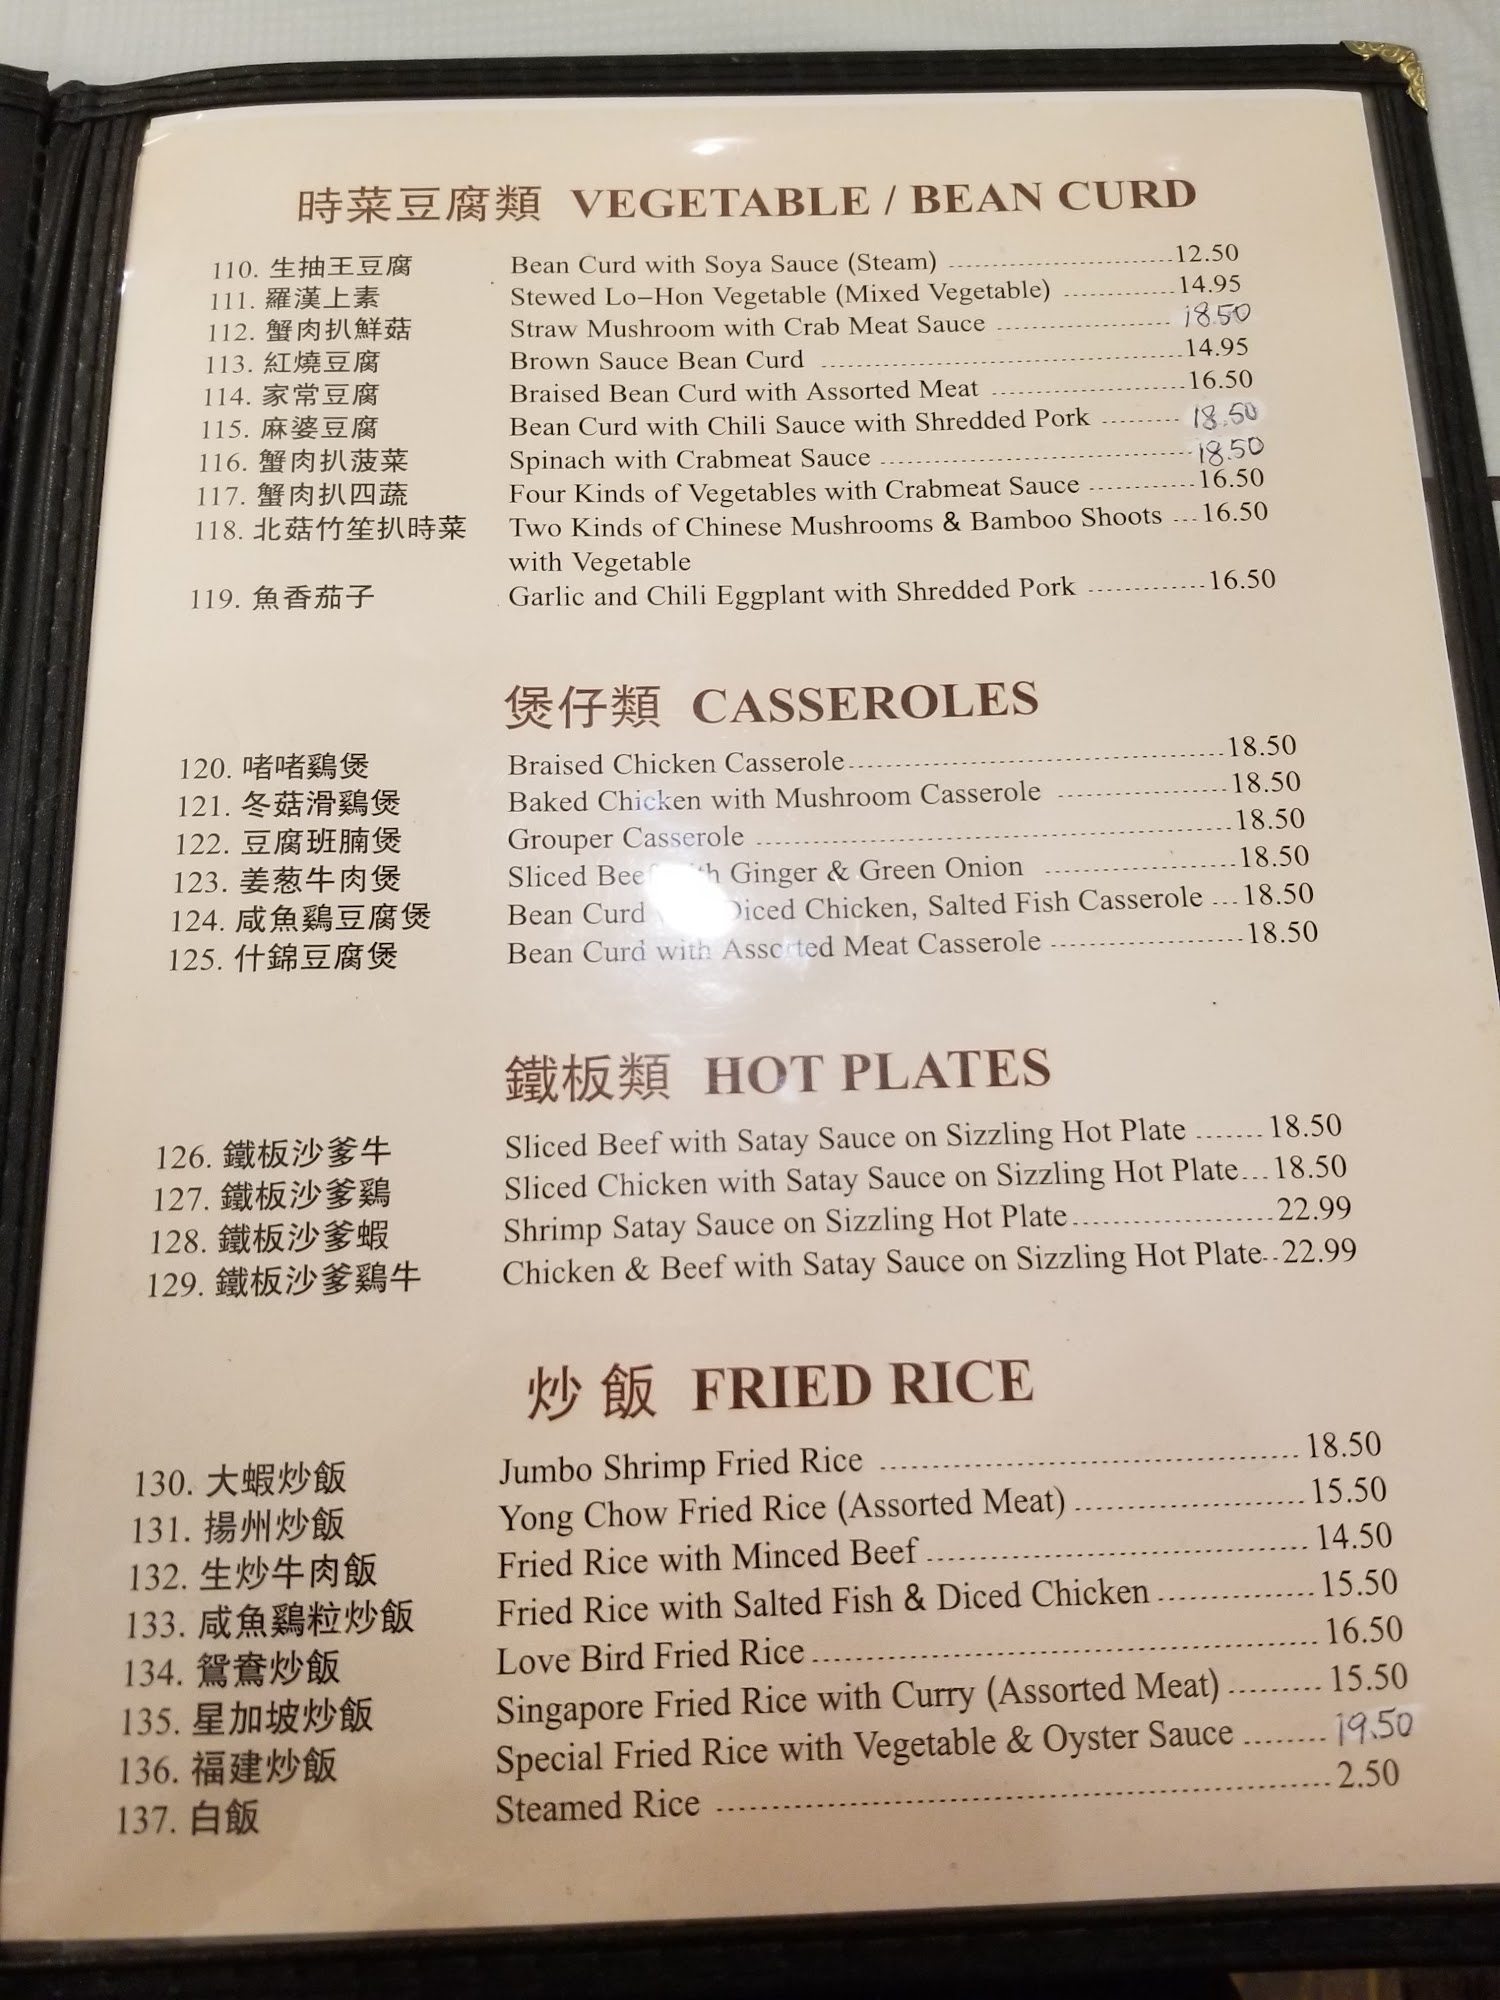 時菜豆腐類 VEGETABLE / BEAN CURD
110. 生抽王豆腐 Bean Curd with Soya Sauce (Steam) 12.50
111. 羅漢上素 Stewed Lo-Hon Vegetable (Mixed Vegetable) 14.95
112. 蟹肉扒鮮菇 Straw Mushroom with Crab Meat Sauce 18.50
113. 紅燒豆腐 Brown Sauce Bean Curd 14.95
114. 家常豆腐 Braised Bean Curd with Assorted Meat 16.50
115. 麻婆豆腐 Bean Curd with Chili Sauce with Shredded Pork 18.50
116. 蟹肉扒菠菜 Spinach with Crabmeat Sauce 18.50
117. 蟹肉扒四蔬 Four Kinds of Vegetables with Crabmeat Sauce 16.50
118. 北菇竹笙扒時菜 Two Kinds of Chinese Mushrooms & Bamboo Shoots 16.50
with Vegetable
119. 魚香茄子 Garlic and Chili Eggplant with Shredded Pork 16.50
煲仔類 CASSEROLES
120. 啫啫鷄煲 Braised Chicken Casserole 18.50
121. 冬菇滑鷄煲 Baked Chicken with Mushroom Casserole 18.50
122. 豆腐班腩煲 Grouper Casserole 18.50
123. 姜葱牛肉煲 Sliced Beef with Ginger & Green Onion 18.50
124. 咸魚鷄豆腐煲 Bean Curd Diced Chicken, Salted Fish Casserole 18.50
125. 什錦豆腐煲 Bean Curd with Assorted Meat Casserole 18.50
鐵板類 HOT PLATES
126. 鐵板沙爹牛 Sliced Beef with Satay Sauce on Sizzling Hot Plate 18.50
127. 鐵板沙爹鷄 Sliced Chicken with Satay Sauce on Sizzling Hot Plate 18.50
128. 鐵板沙爹蝦 Shrimp Satay Sauce on Sizzling Hot Plate 22.99
129. 鐵板沙爹鷄牛 Chicken & Beef with Satay Sauce on Sizzling Hot Plate 22.99
炒飯 FRIED RICE
130. 大蝦炒飯 Jumbo Shrimp Fried Rice 18.50
131. 揚州炒飯 Yong Chow Fried Rice (Assorted Meat) 15.50
132. 生炒牛肉飯 Fried Rice with Minced Beef 14.50
133. 咸魚鷄粒炒飯 Fried Rice with Salted Fish & Diced Chicken 15.50
134. 鴛鴦炒飯 Love Bird Fried Rice 16.50
135. 星加坡炒飯 Singapore Fried Rice with Curry (Assorted Meat) 15.50
136. 福建炒飯 Special Fried Rice with Vegetable & Oyster Sauce 19.50
137. 白飯 Steamed Rice 2.50